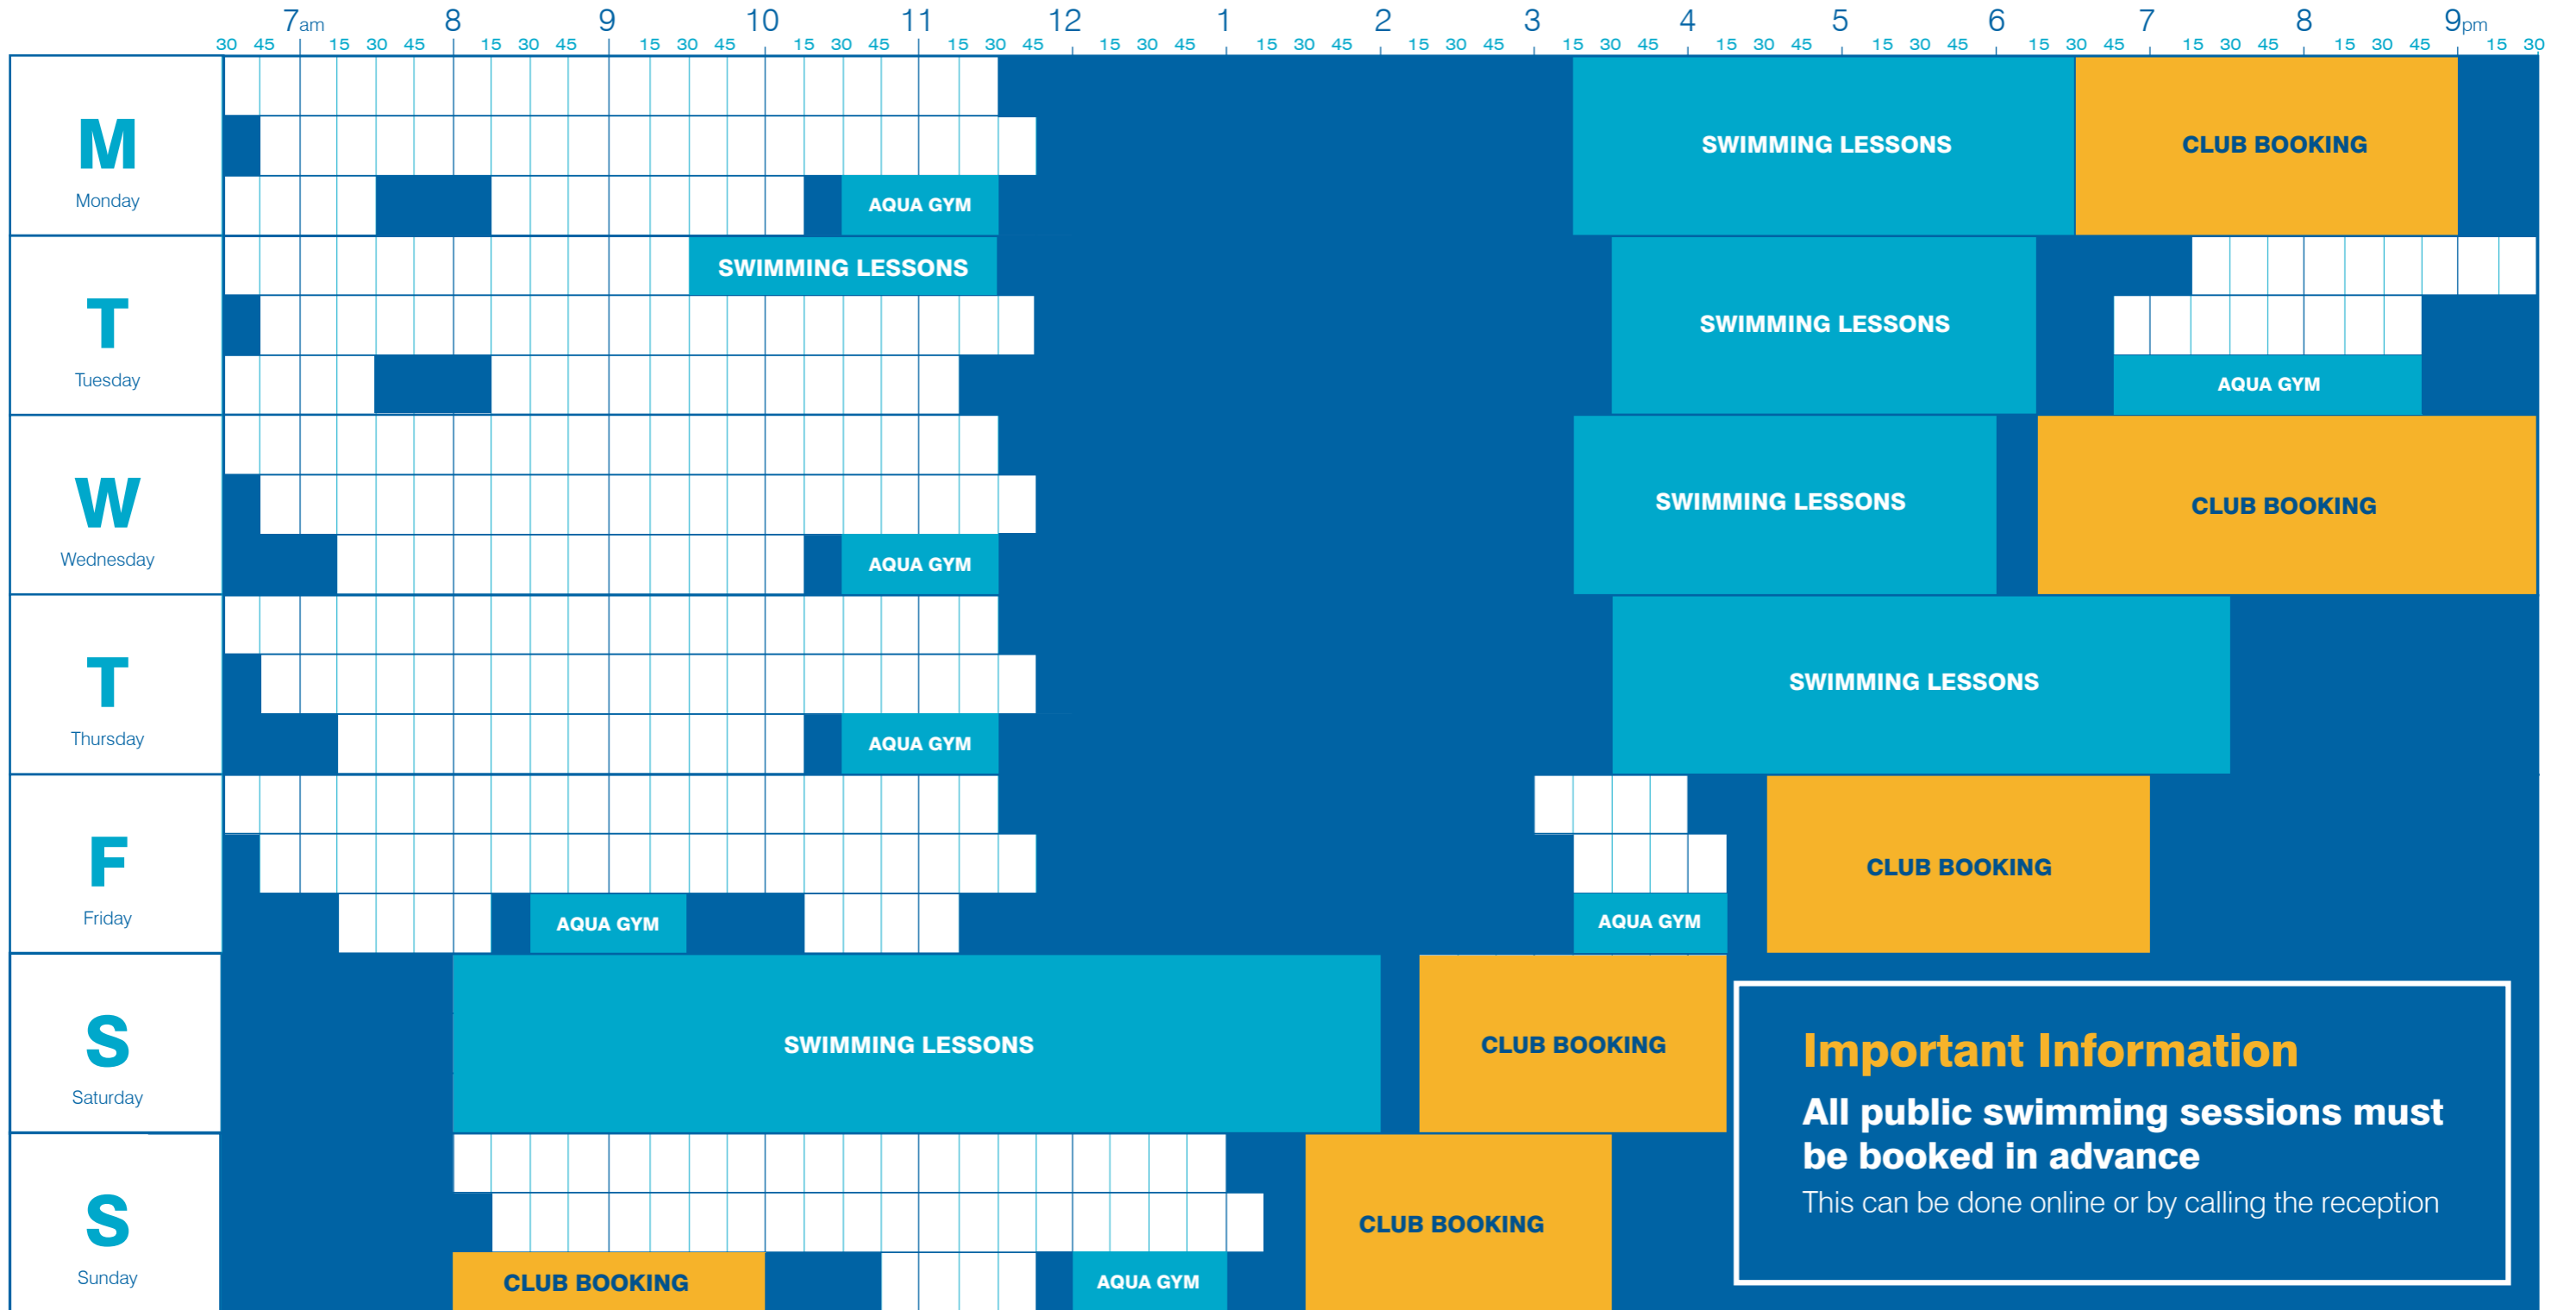 7am 8 9 10 11 12 1 2 3 4 5 6 7 8 9pm
30 45 15 30 45 15 30 45 15 30 45 15 30 45 15 30 45 15 30 45 15 30 45 15 30 45 15 30 45 15 30 45 15 30 45 15 30 45 15 30 45 15 30 45 15 30
M
Monday
SWIMMING LESSONS
CLUB BOOKING
AQUA GYM
T
Tuesday
SWIMMING LESSONS
SWIMMING LESSONS
AQUA GYM
W
Wednesday
SWIMMING LESSONS
CLUB BOOKING
AQUA GYM
T
Thursday
SWIMMING LESSONS
AQUA GYM
F
Friday
CLUB BOOKING
AQUA GYM
AQUA GYM
S
Saturday
SWIMMING LESSONS
CLUB BOOKING
S
Sunday
CLUB BOOKING
CLUB BOOKING
AQUA GYM
Important Information
All public swimming sessions must
be booked in advance
This can be done online or by calling the reception